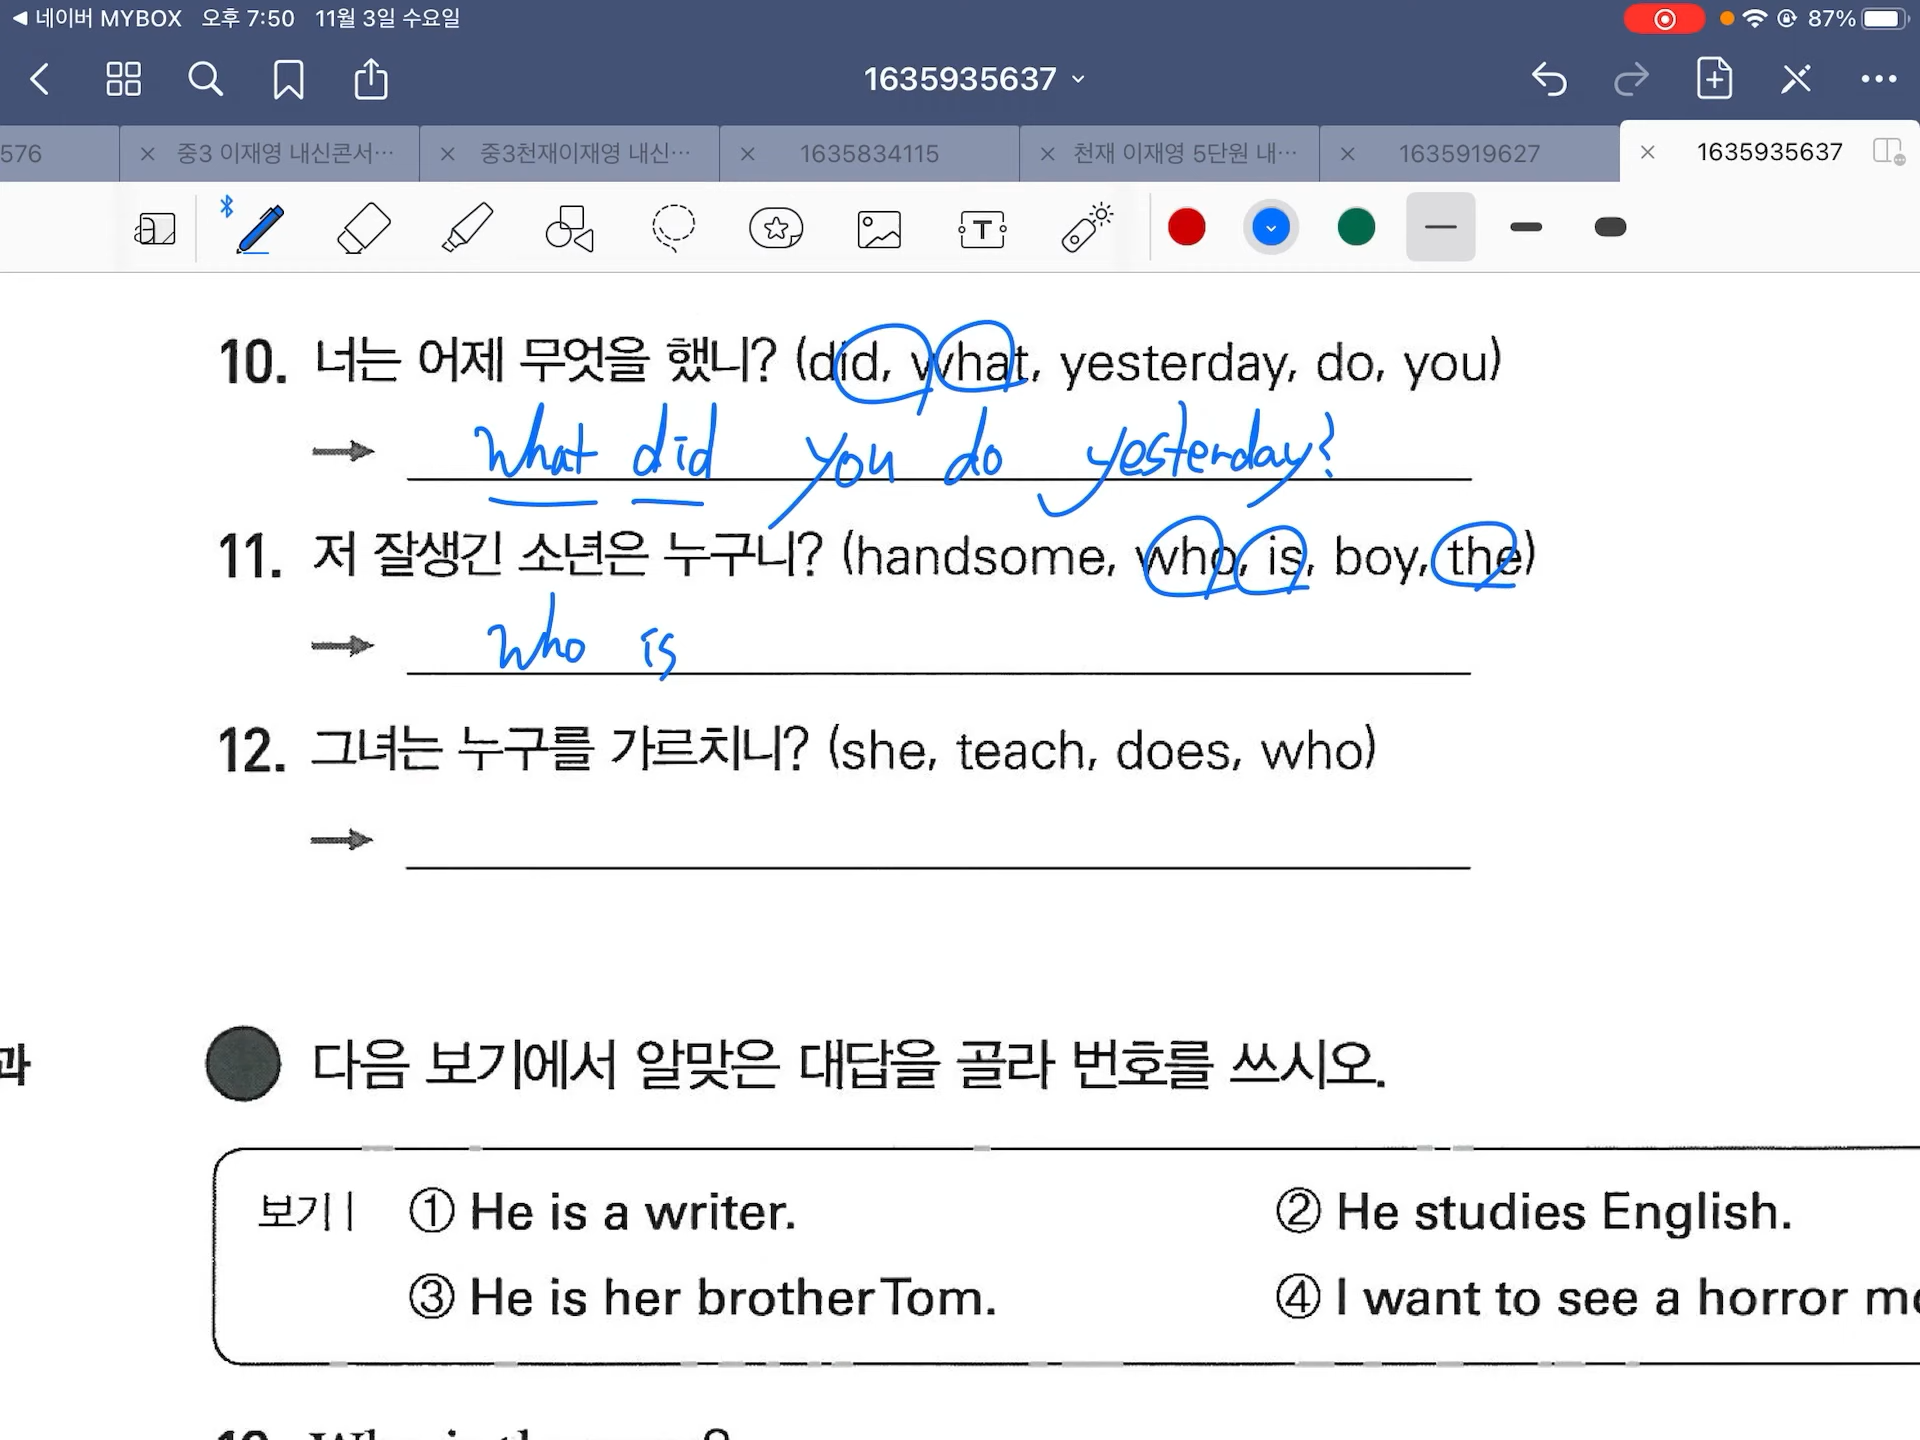 ◀ 네이버 MYBOX 오후 7:50 11월 3일 수요일 87%
1635935637
576 중3 이재영 내신콘서… 중3천재이재영 내신… 1635834115 천재 이재영 5단원 내… 1635919627 1635935637
10. 너는 어제 무엇을 했니? (did, what, yesterday, do, you)
→ What did you do yesterday?
11. 저 잘생긴 소년은 누구니? (handsome, who, is, boy, the)
→ Who is
12. 그녀는 누구를 가르치니? (she, teach, does, who)
→
과 다음 보기에서 알맞은 대답을 골라 번호를 쓰시오.
보기 | ① He is a writer. ② He studies English.
③ He is her brother Tom. ④ I want to see a horror